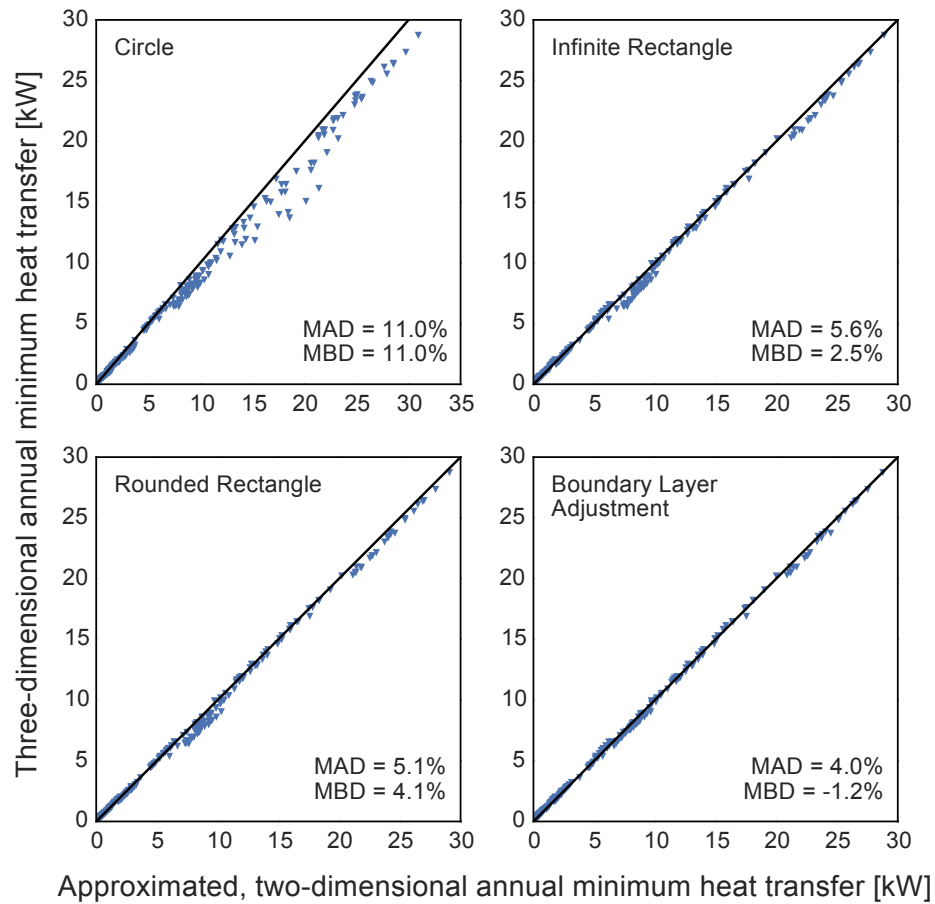 Three-dimensional annual minimum heat transfer [kW]
30
25
20
15
10
5
0
Circle
MAD = 11.0%
MBD = 11.0%
0 5 10 15 20 25 30 35
30
25
20
15
10
5
0
Infinite Rectangle
MAD = 5.6%
MBD = 2.5%
0 5 10 15 20 25 30
30
25
20
15
10
5
0
Rounded Rectangle
MAD = 5.1%
MBD = 4.1%
0 5 10 15 20 25 30
30
25
20
15
10
5
0
Boundary Layer
Adjustment
MAD = 4.0%
MBD = -1.2%
0 5 10 15 20 25 30
Approximated, two-dimensional annual minimum heat transfer [kW]